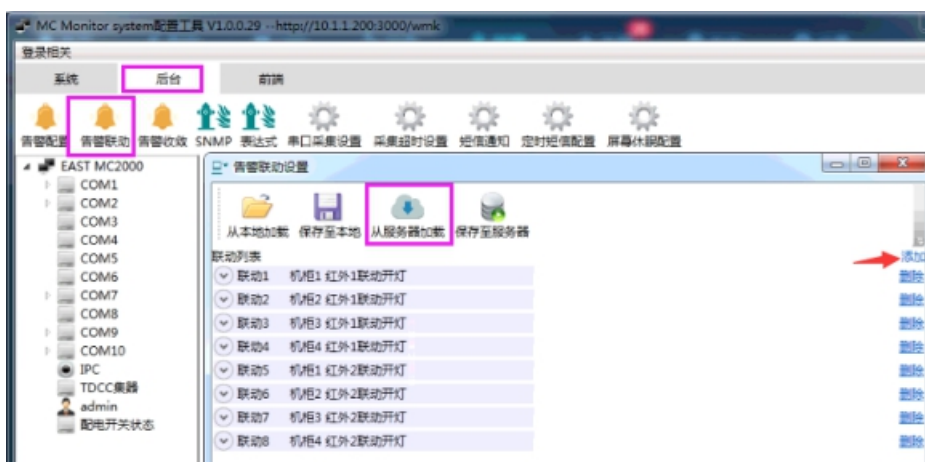 MC Monitor system配置工具 V1.0.0.29 --http://10.1.1.200:3000/wmk
登录相关
系统 后台 前端
告警配置 告警联动 告警收敛 SNMP 表达式 串口采集设置 采集超时设置 短信通知 定时短信配置 屏幕休眠配置
EAST MC2000
COM1
COM2
COM3
COM4
COM5
COM6
COM7
COM8
COM9
COM10
IPC
TDCC集器
admin
配电开关状态
告警联动设置
从本地加载 保存至本地 从服务器加载 保存至服务器
联动列表 添加
联动1 机柜1 红外1联动开灯 删除
联动2 机柜2 红外1联动开灯 删除
联动3 机柜3 红外1联动开灯 删除
联动4 机柜4 红外1联动开灯 删除
联动5 机柜1 红外2联动开灯 删除
联动6 机柜2 红外2联动开灯 删除
联动7 机柜3 红外2联动开灯 删除
联动8 机柜4 红外2联动开灯 删除